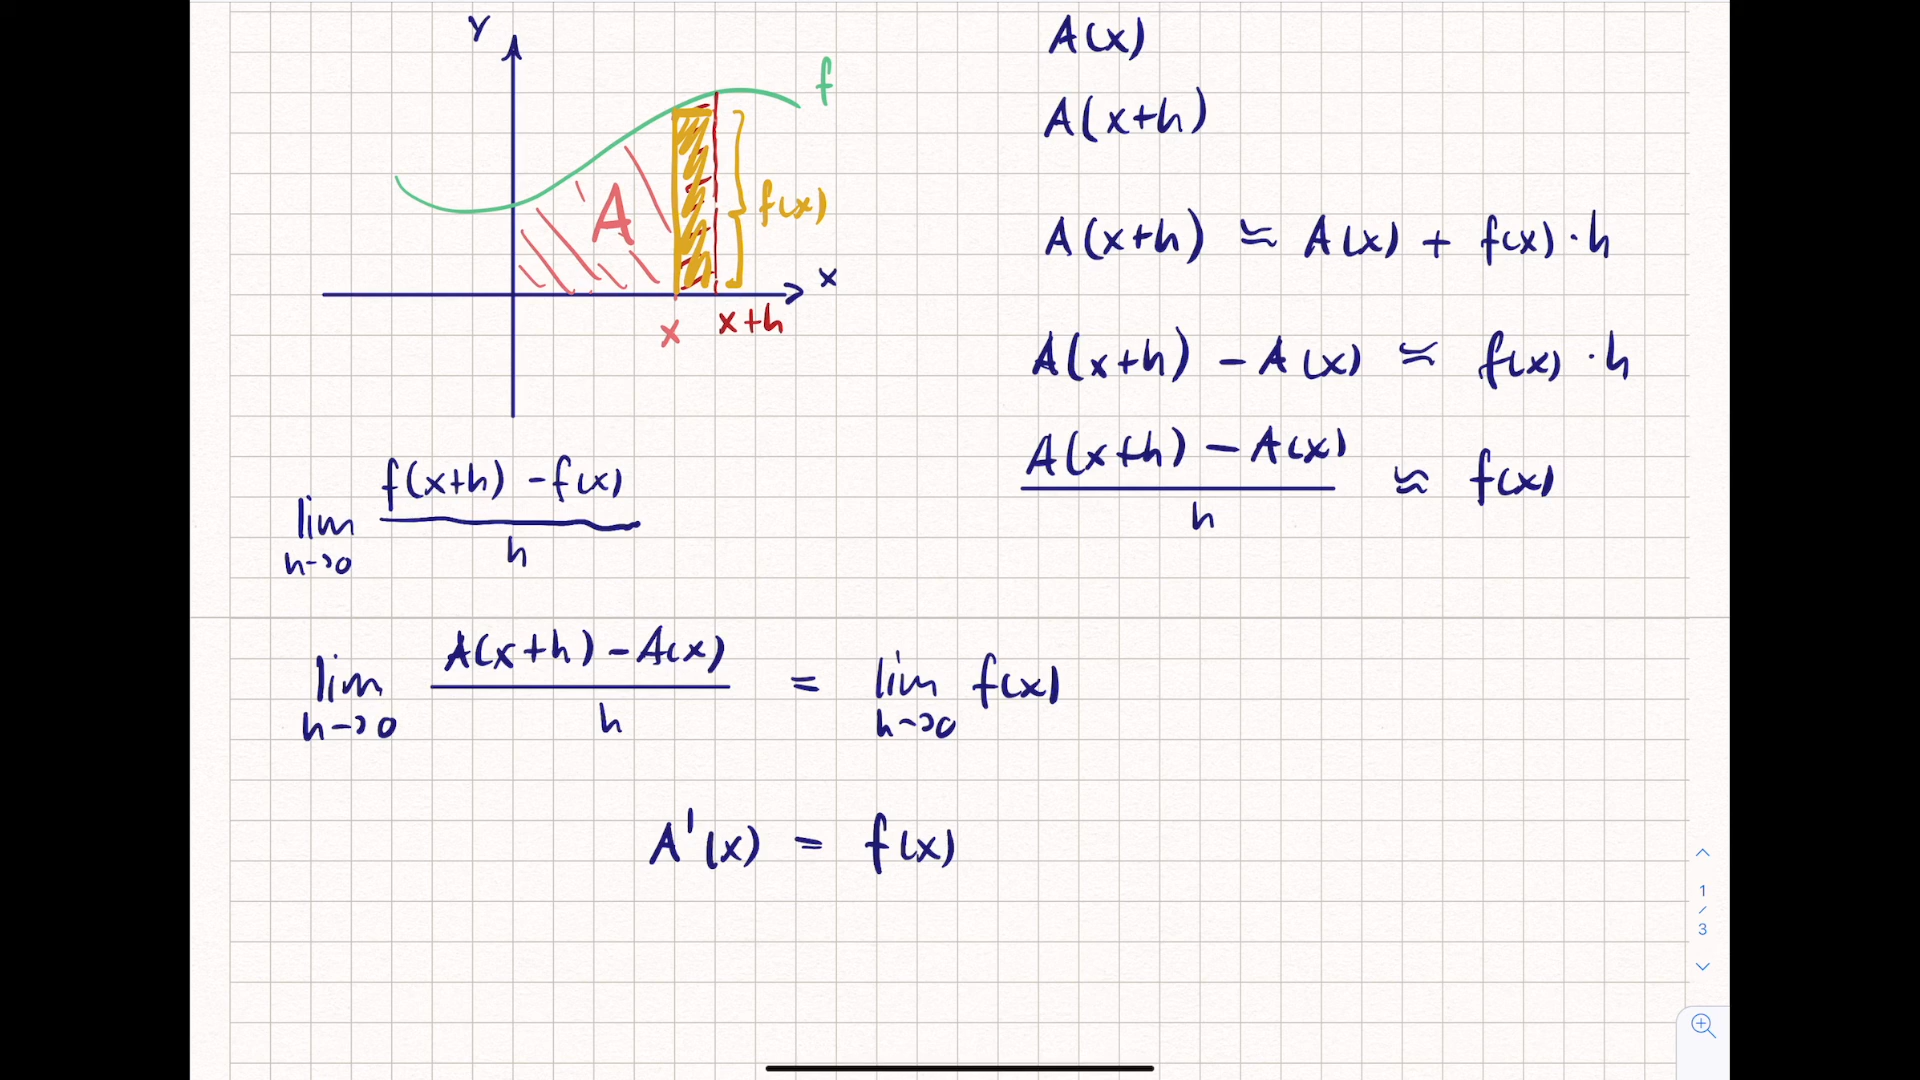 Y
f
A
f(x)
x
x
x+h
A(x)
A(x+h)
A(x+h) ≈ A(x) + f(x) · h
A(x+h) - A(x) ≈ f(x) · h
A(x+h) - A(x)
h
≈ f(x)
f(x+h) - f(x)
lim
h→0
h
A(x+h) - A(x)
lim = lim f(x)
h→0 h h→0
A'(x) = f(x)
1
/
3